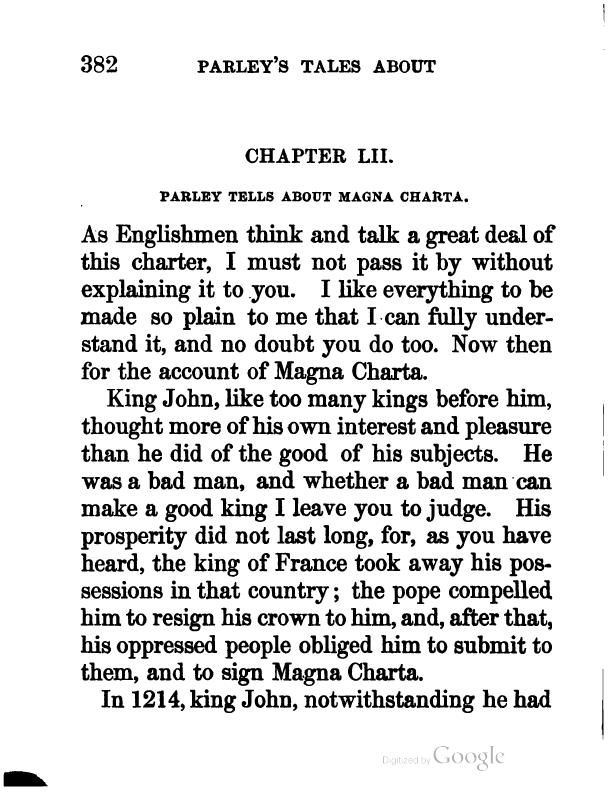 382 PARLEY'S TALES ABOUT
CHAPTER LII.
PARLEY TELLS ABOUT MAGNA CHARTA.
As Englishmen think and talk a great deal of
this charter, I must not pass it by without
explaining it to you. I like everything to be
made so plain to me that I can fully under-
stand it, and no doubt you do too. Now then
for the account of Magna Charta.
King John, like too many kings before him,
thought more of his own interest and pleasure
than he did of the good of his subjects. He
was a bad man, and whether a bad man can
make a good king I leave you to judge. His
prosperity did not last long, for, as you have
heard, the king of France took away his pos-
sessions in that country; the pope compelled
him to resign his crown to him, and, after that,
his oppressed people obliged him to submit to
them, and to sign Magna Charta.
In 1214, king John, notwithstanding he had
Digitized by Google